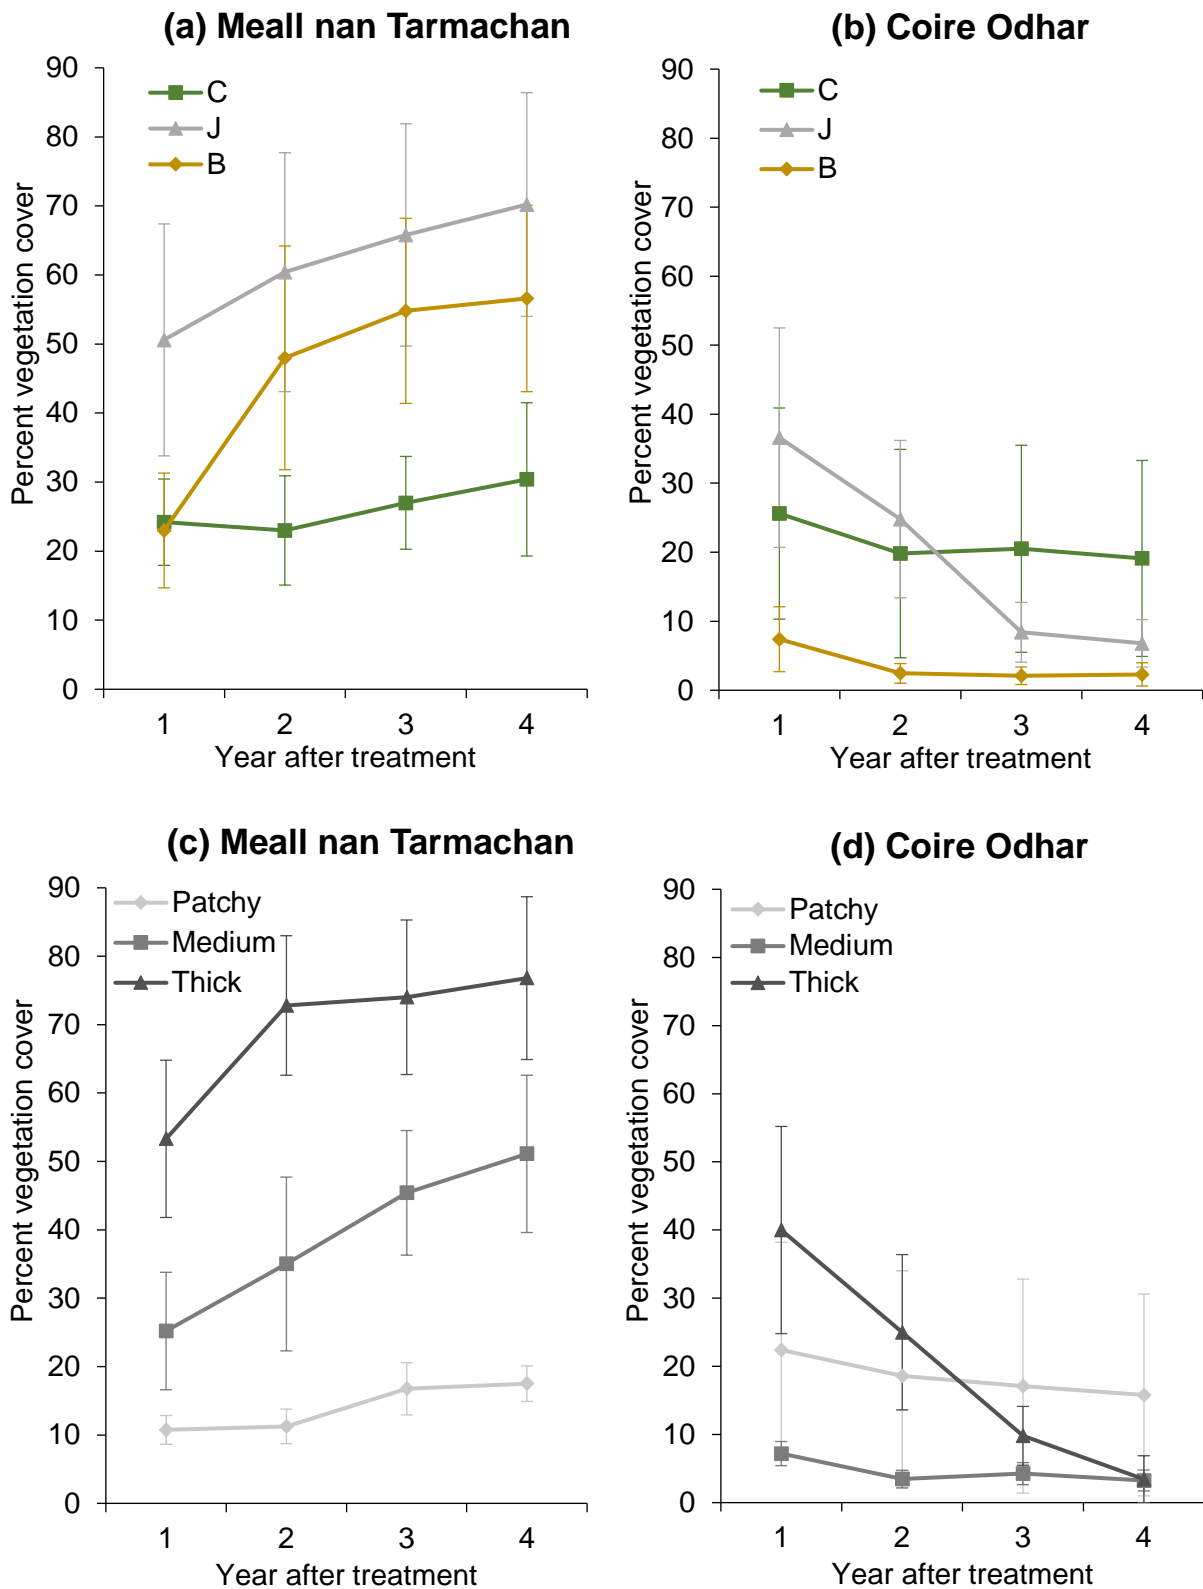 (a) Meall nan Tarmachan
90
80
70
60
50
40
30
20
10
0
Percent vegetation cover
C
J
B
1 2 3 4
Year after treatment
(b) Coire Odhar
90
80
70
60
50
40
30
20
10
0
Percent vegetation cover
C
J
B
1 2 3 4
Year after treatment
(c) Meall nan Tarmachan
90
80
70
60
50
40
30
20
10
0
Percent vegetation cover
Patchy
Medium
Thick
1 2 3 4
Year after treatment
(d) Coire Odhar
90
80
70
60
50
40
30
20
10
0
Percent vegetation cover
Patchy
Medium
Thick
1 2 3 4
Year after treatment